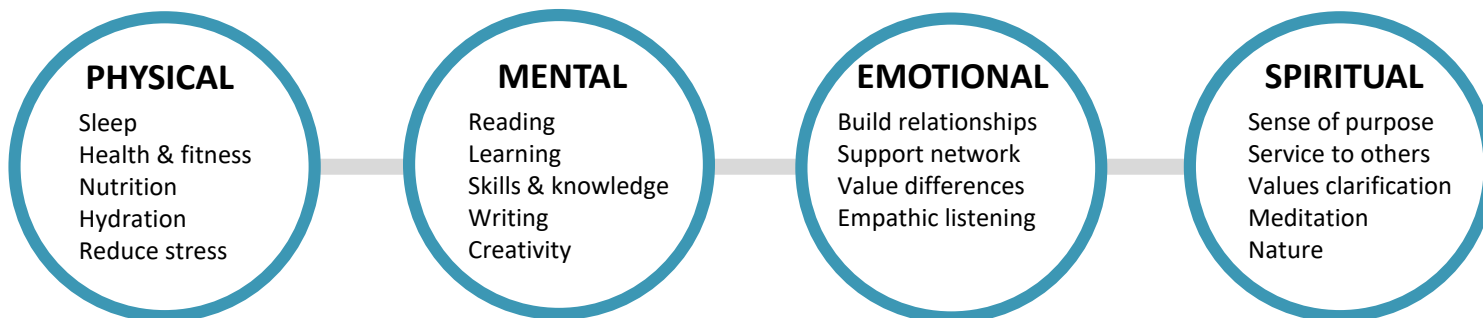 PHYSICAL
Sleep
Health & fitness
Nutrition
Hydration
Reduce stress
MENTAL
Reading
Learning
Skills & knowledge
Writing
Creativity
EMOTIONAL
Build relationships
Support network
Value differences
Empathic listening
SPIRITUAL
Sense of purpose
Service to others
Values clarification
Meditation
Nature